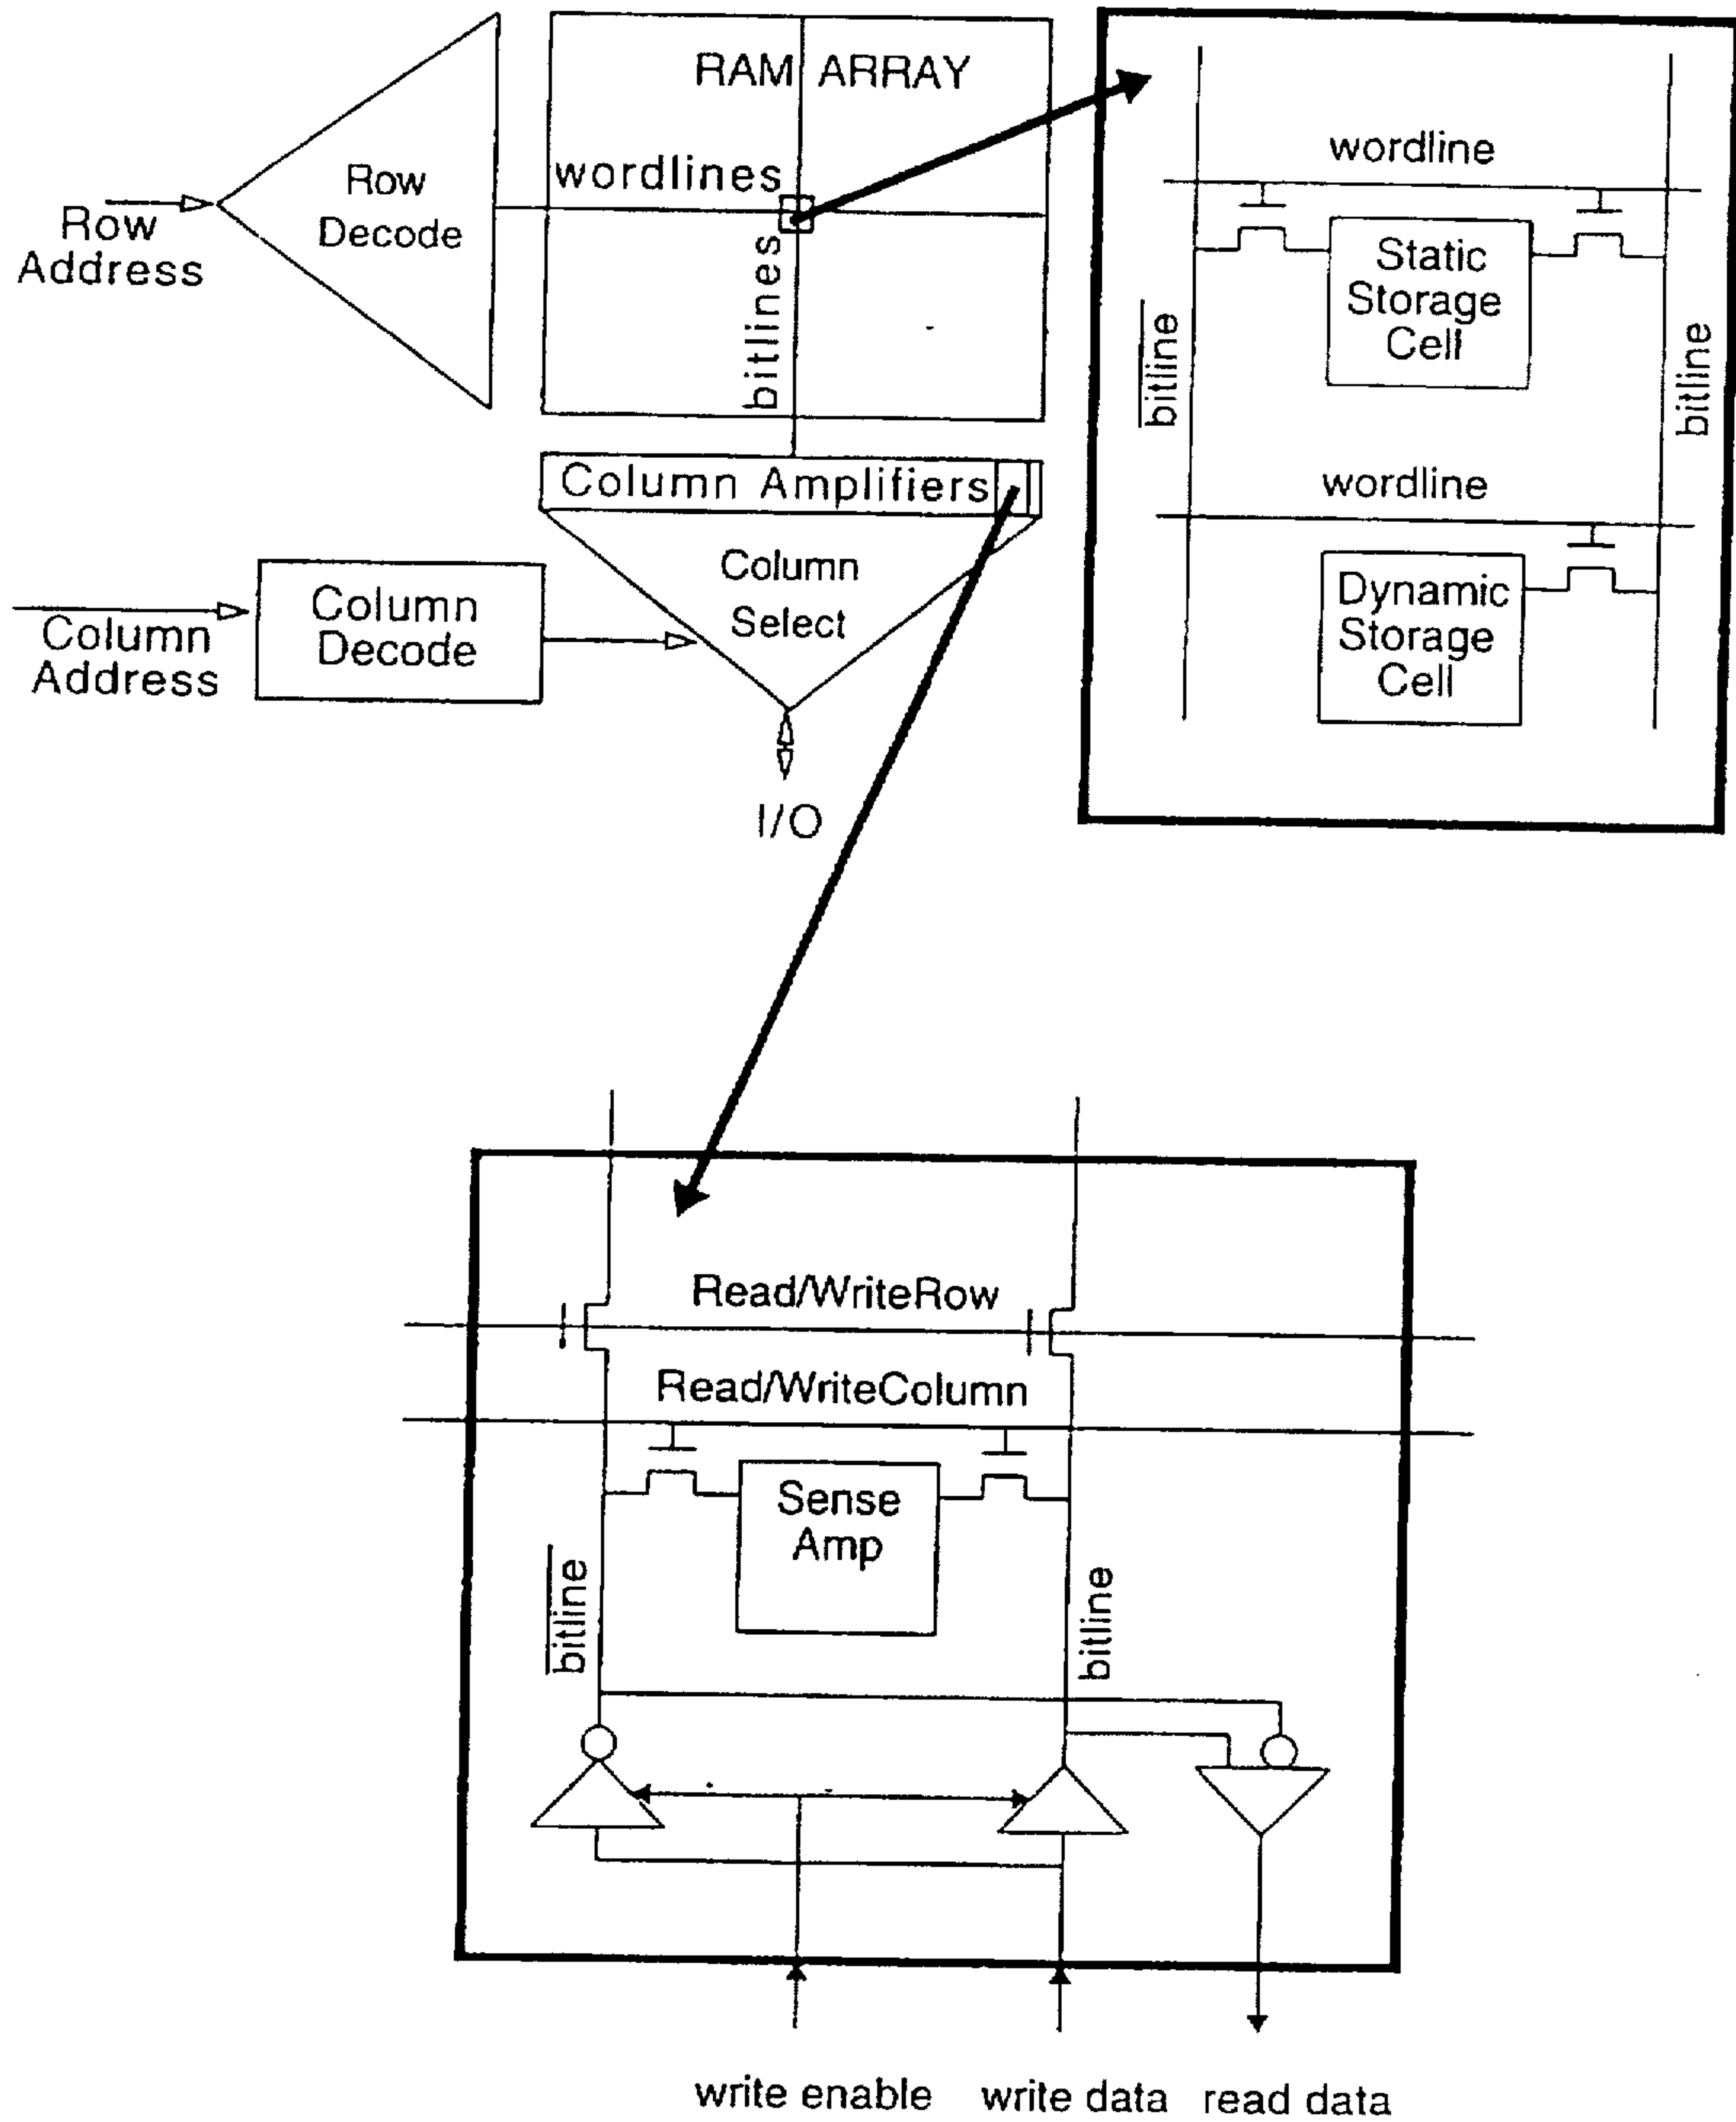 RAM ARRAY
Row
Decode
wordlines
Row
Address
bitlines
Column Amplifiers
Column
Select
Column
Decode
Column
Address
I/O
wordline
Static
Storage
Cell
bitline
bitline
wordline
Dynamic
Storage
Cell
Read/WriteRow
Read/WriteColumn
Sense
Amp
bitline
bitline
write enable
write data
read data